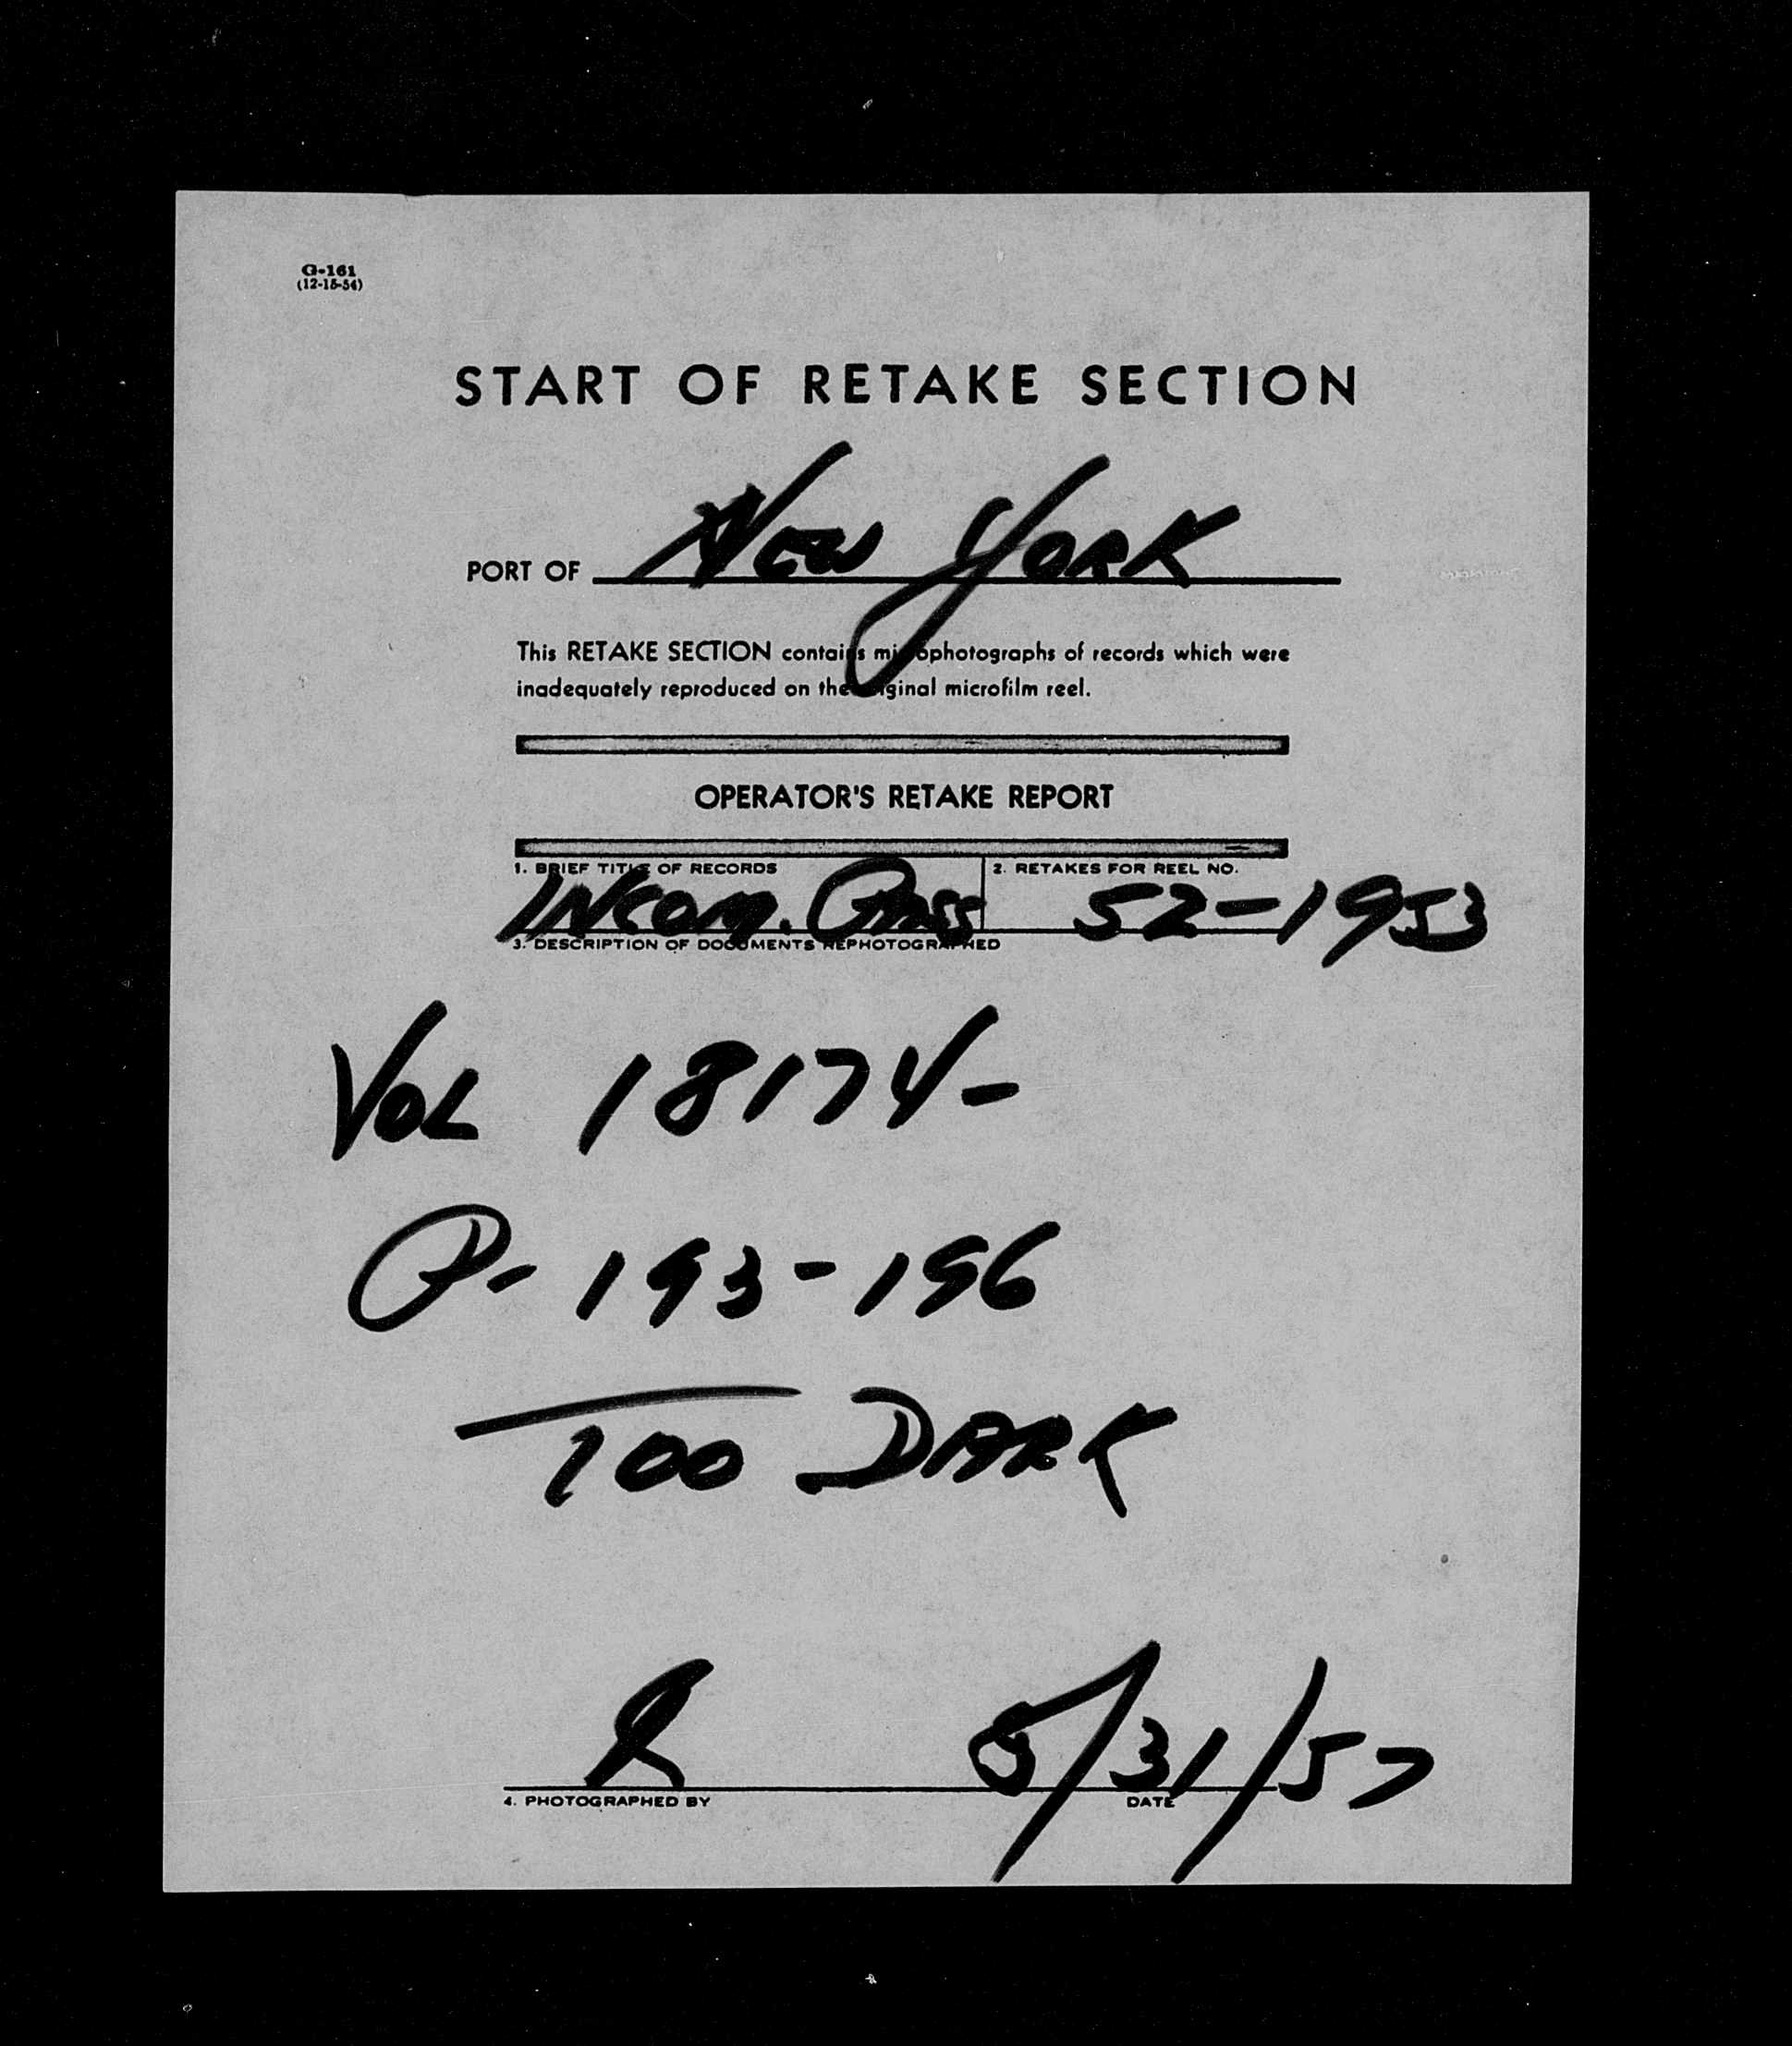 G-161
(12-15-54)
START OF RETAKE SECTION
PORT OF NEW YORK
This RETAKE SECTION contains microphotographs of records which were
inadequately reproduced on the original microfilm reel.
OPERATOR'S RETAKE REPORT
1. BRIEF TITLE OF RECORDS 2. RETAKES FOR REEL NO.
INCOM. PASS 52-1953
3. DESCRIPTION OF DOCUMENTS REPHOTOGRAPHED
VOL 18174-
P- 193-196
TOO DARK
R 5/31/57
4. PHOTOGRAPHED BY DATE